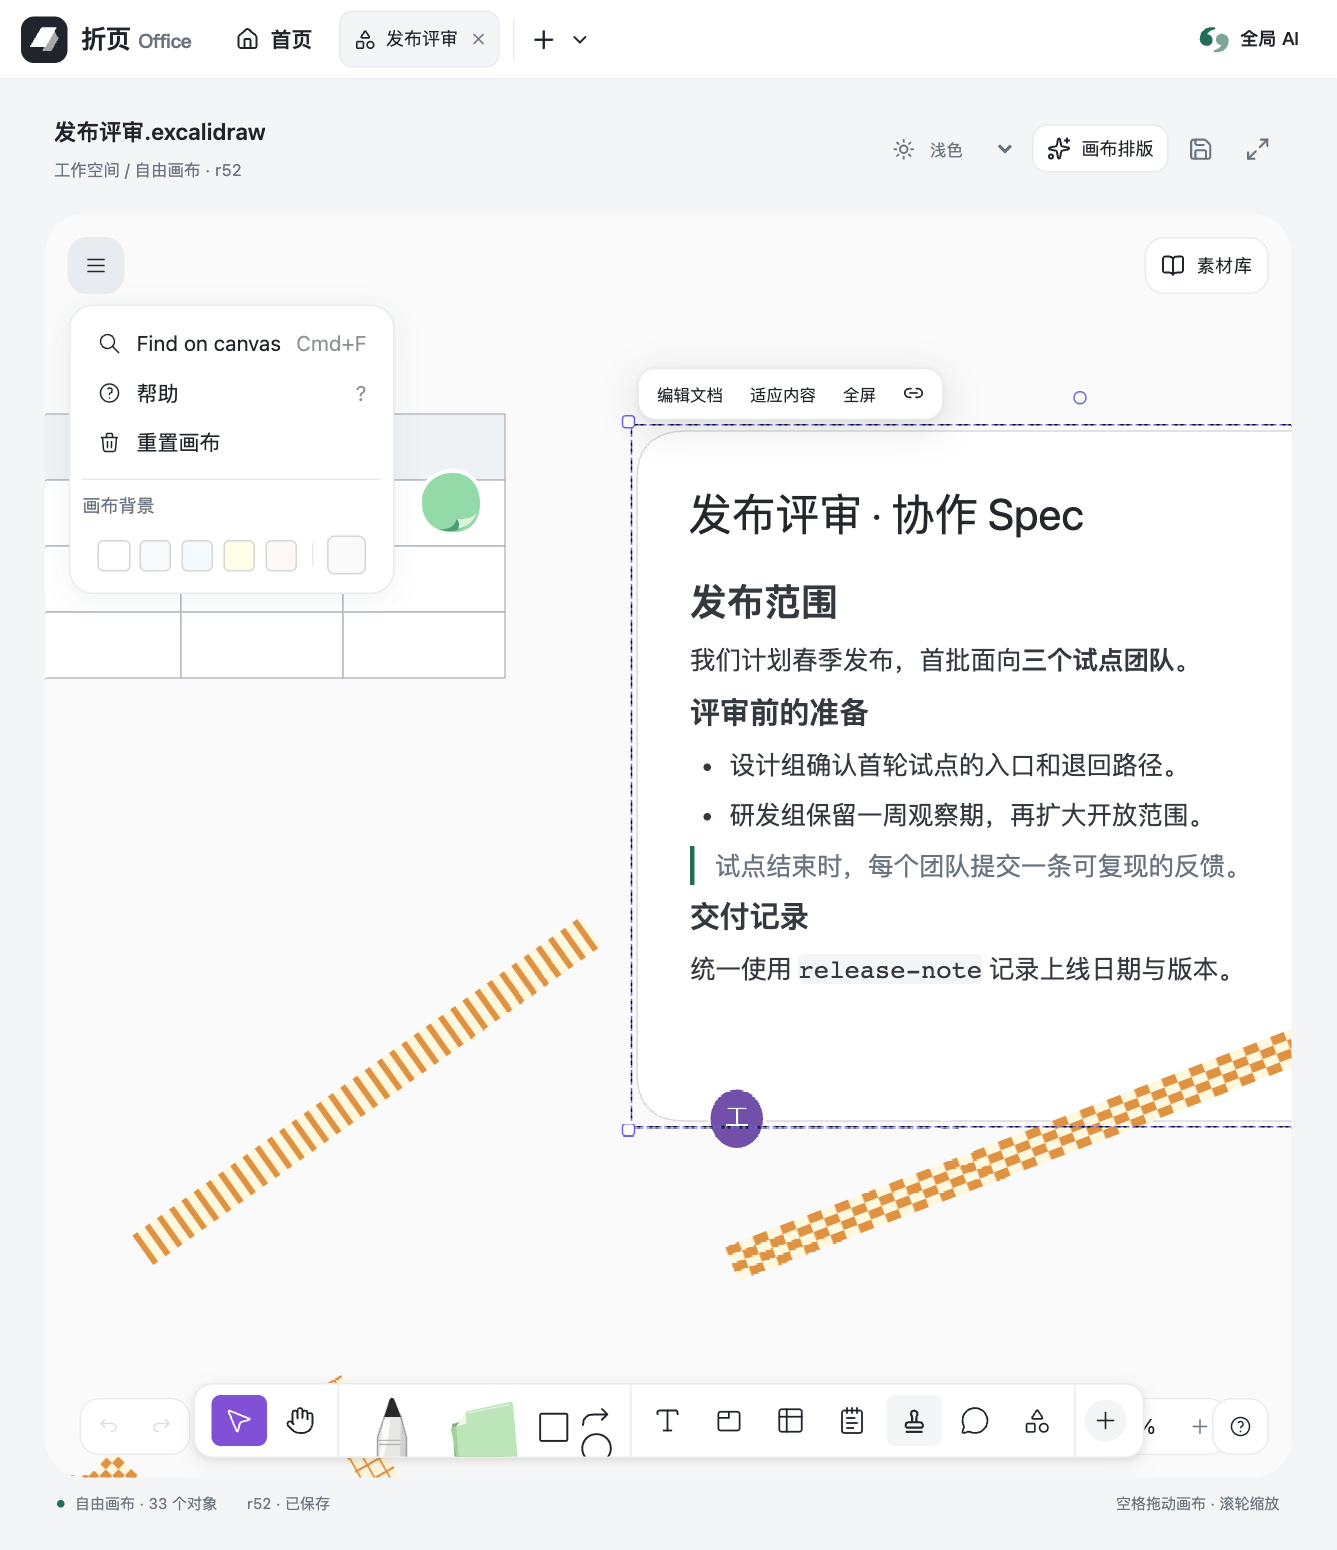 折页 Office
首页
发布评审
全局 AI
发布评审.excalidraw
工作空间 / 自由画布 · r52
浅色
画布排版
素材库
Find on canvas Cmd+F
帮助 ?
重置画布
画布背景
编辑文档 适应内容 全屏
发布评审 · 协作 Spec
发布范围
我们计划春季发布，首批面向三个试点团队。
评审前的准备
• 设计组确认首轮试点的入口和退回路径。
• 研发组保留一周观察期，再扩大开放范围。
试点结束时，每个团队提交一条可复现的反馈。
交付记录
统一使用 release-note 记录上线日期与版本。
工
%
自由画布 · 33 个对象 r52 · 已保存
空格拖动画布 · 滚轮缩放